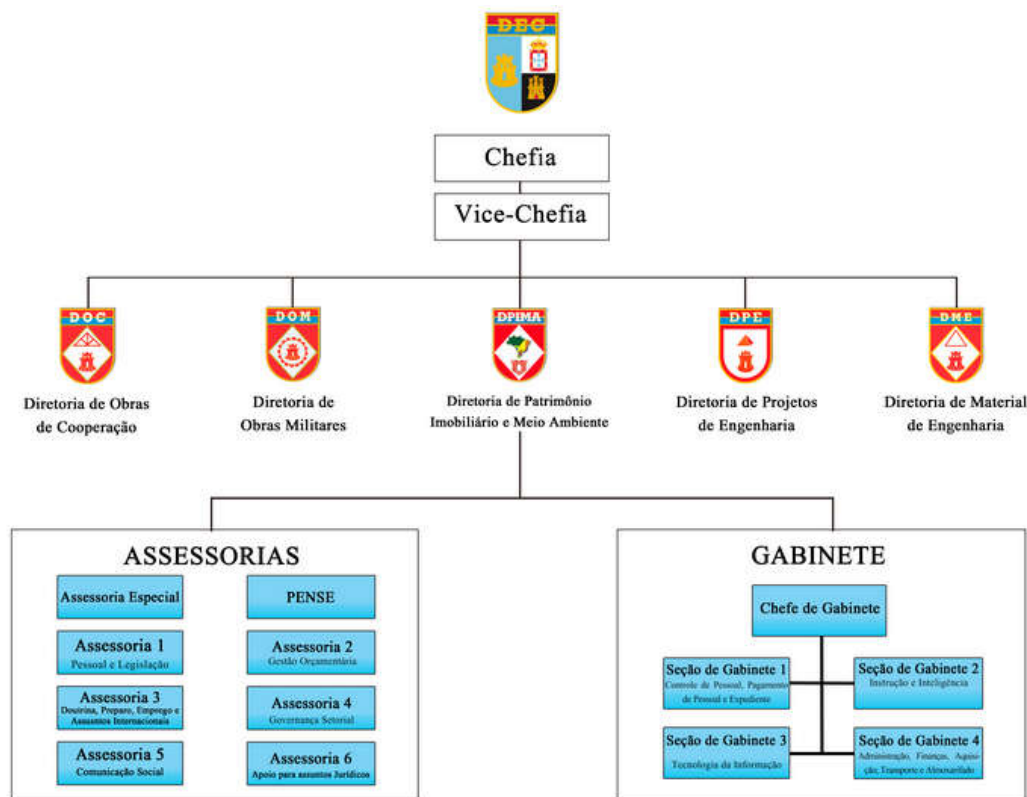 DEC
Chefia
Vice-Chefia
DOC
DOM
DPIMA
DPE
DME
Diretoria de Obras
de Cooperação
Diretoria de
Obras Militares
Diretoria de Patrimônio
Imobiliário e Meio Ambiente
Diretoria de Projetos
de Engenharia
Diretoria de Material
de Engenharia
ASSESSORIAS
Assessoria Especial
PENSE
Assessoria 1
Pessoal e Legislação
Assessoria 2
Gestão Orçamentária
Assessoria 3
Doutrina, Preparo, Emprego e
Assuntos Internacionais
Assessoria 4
Governança Setorial
Assessoria 5
Comunicação Social
Assessoria 6
Apoio para assuntos Jurídicos
GABINETE
Chefe de Gabinete
Seção de Gabinete 1
Controle de Pessoal, Pagamento
de Pessoal e Expediente
Seção de Gabinete 2
Instrução e Inteligência
Seção de Gabinete 3
Tecnologia da Informação
Seção de Gabinete 4
Administração, Finanças, Aquisi-
ção, Transporte e Almoxarifado